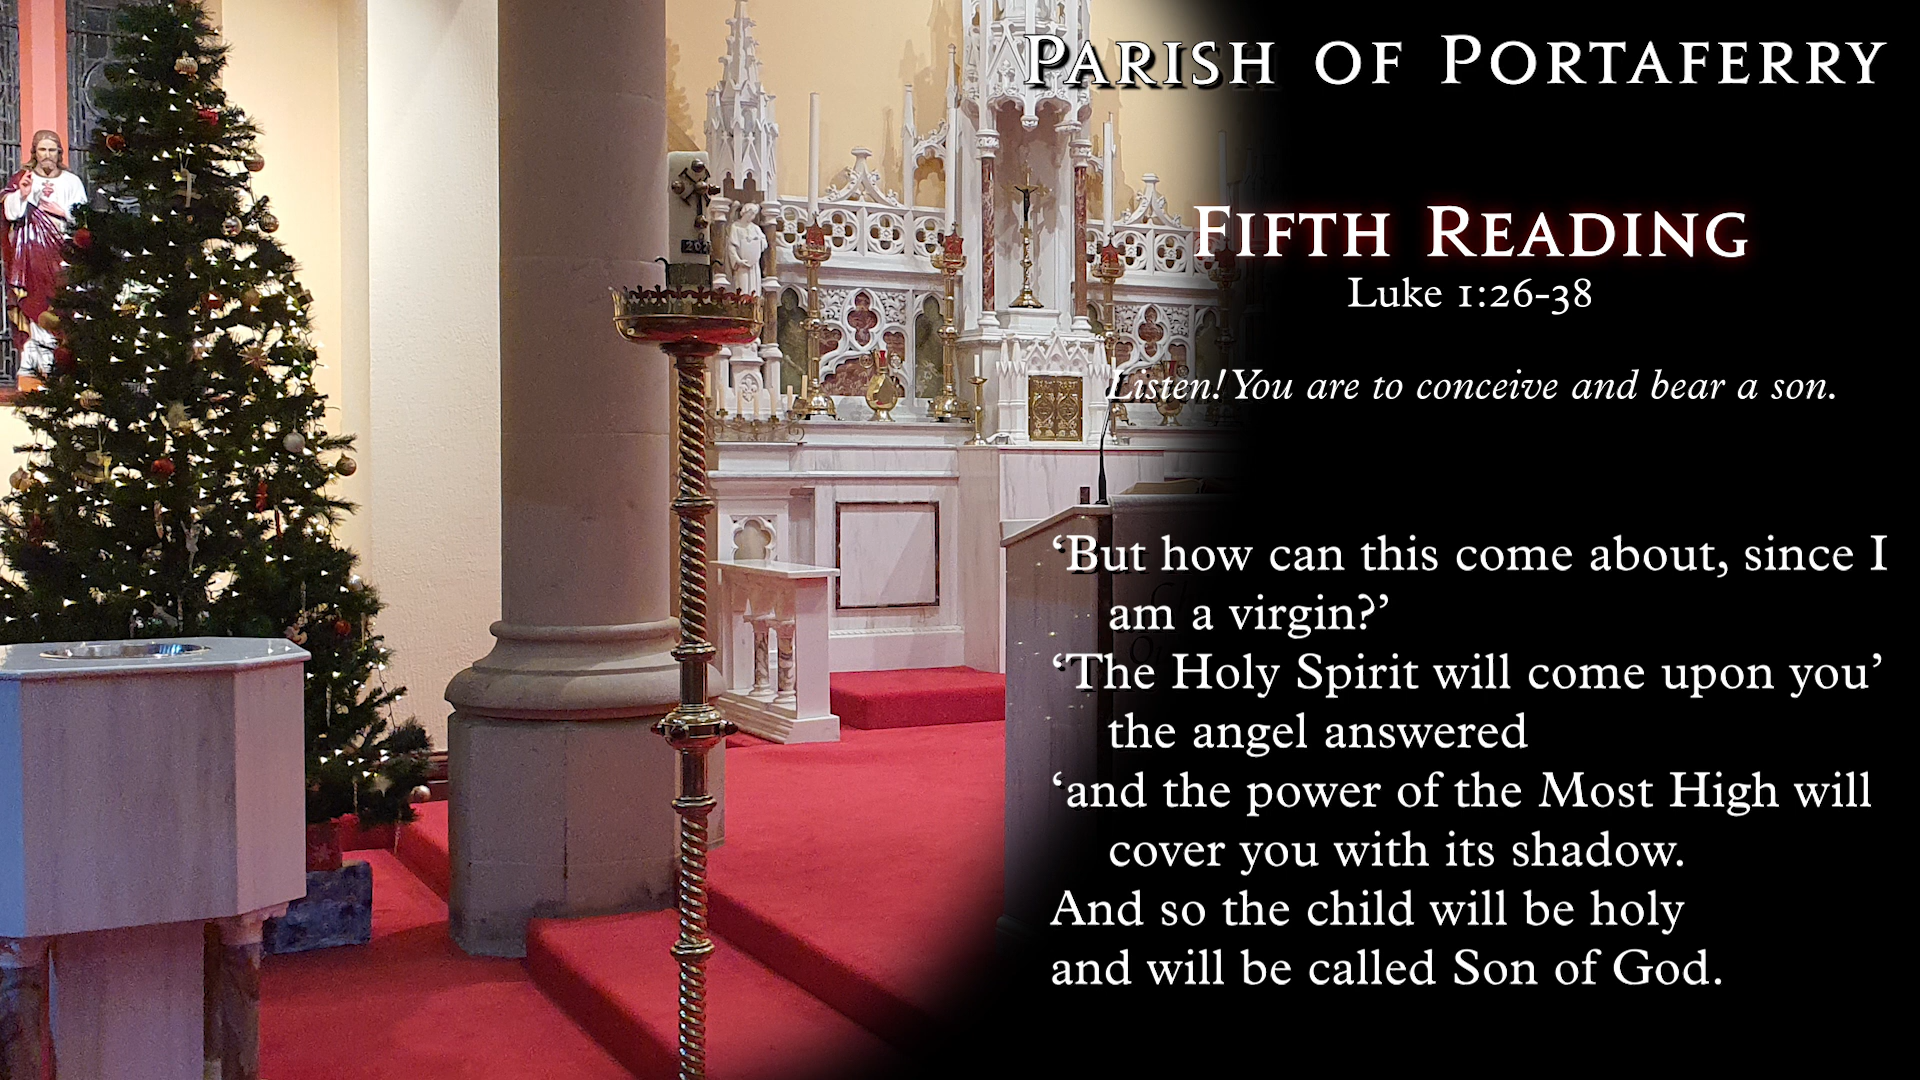 PARISH OF PORTAFERRY
FIFTH READING
Luke 1:26-38
Listen! You are to conceive and bear a son.
‘But how can this come about, since I
am a virgin?’
‘The Holy Spirit will come upon you’
the angel answered
‘and the power of the Most High will
cover you with its shadow.
And so the child will be holy
and will be called Son of God.